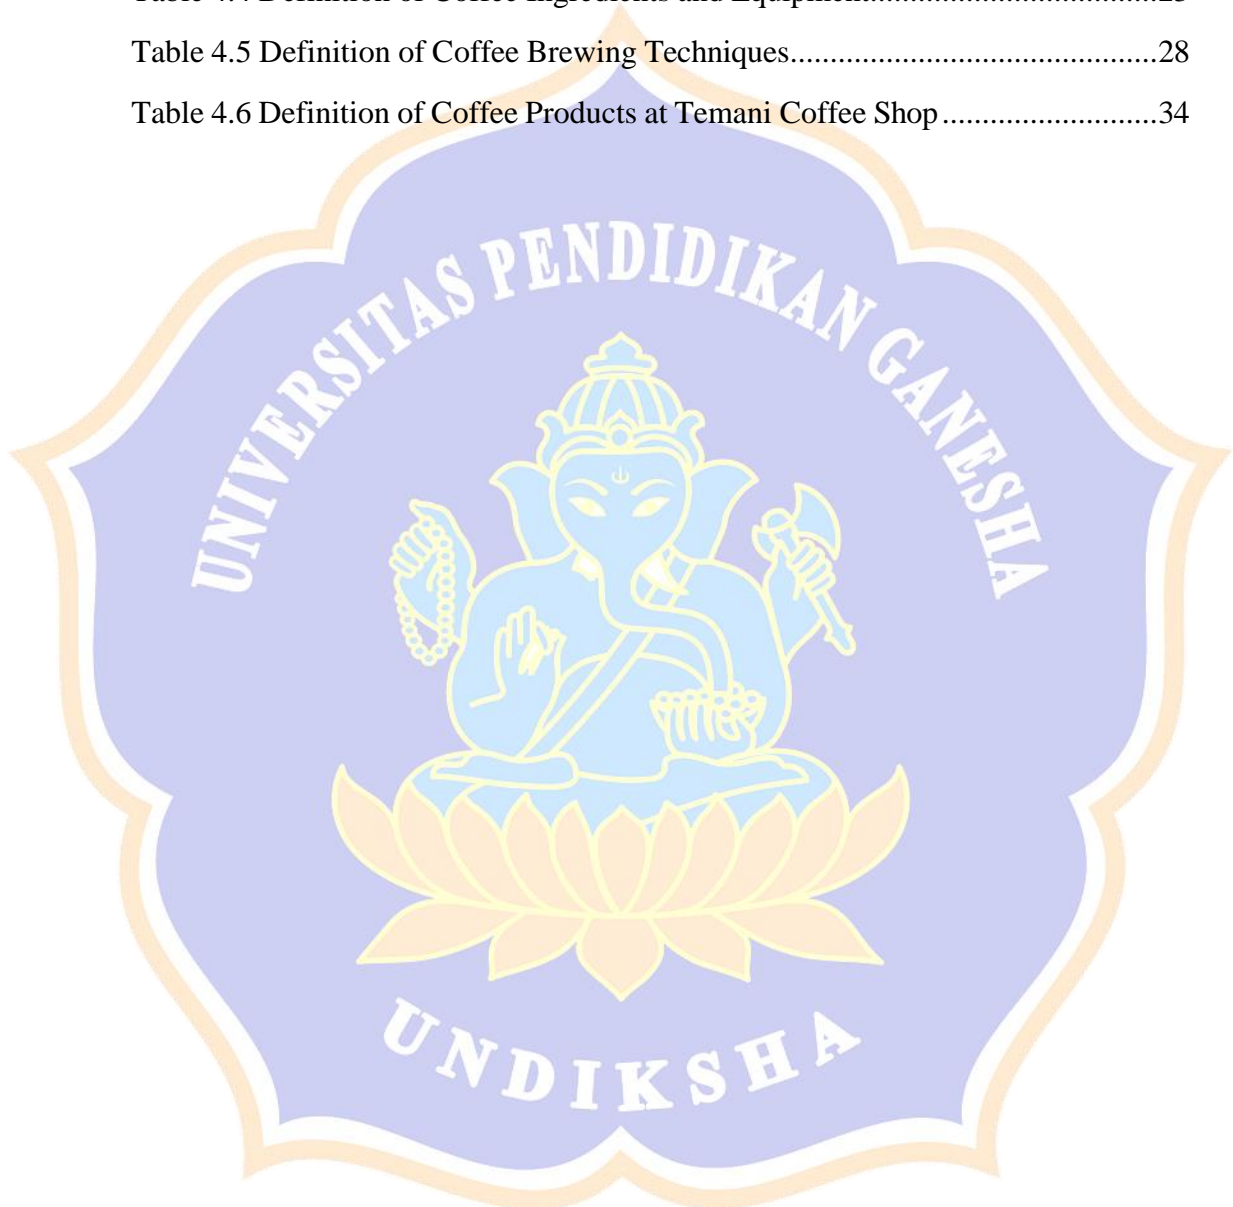 Table 4.5 Definition of Coffee Brewing Techniques..............................................28
Table 4.6 Definition of Coffee Products at Temani Coffee Shop...........................34
UNIVERSITAS PENDIDIKAN GANESHA
UNDIKSHA